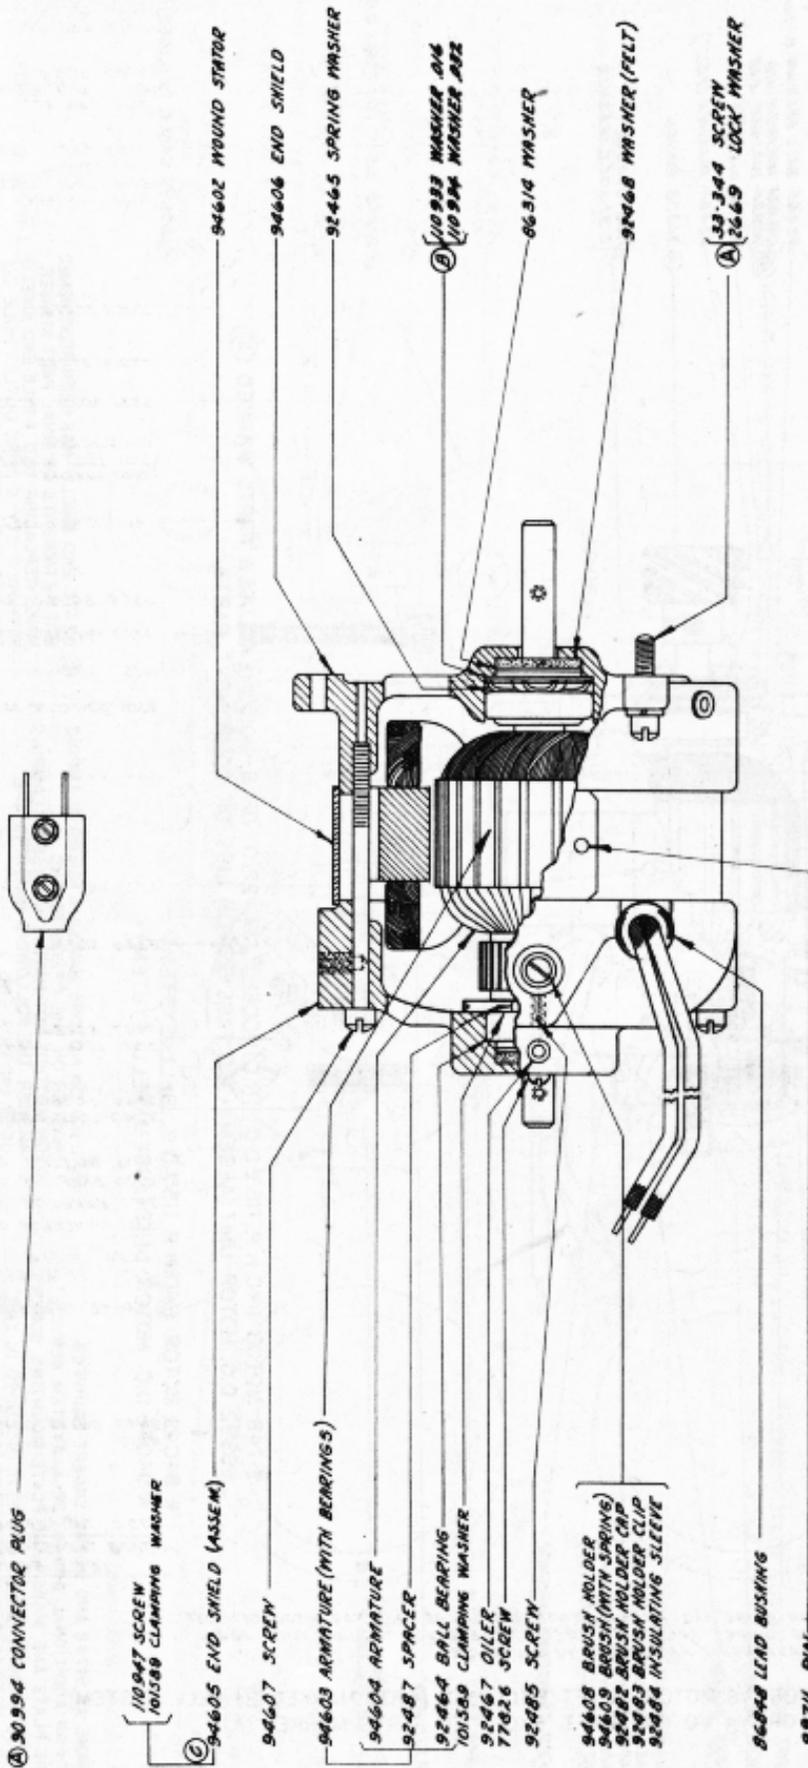 Ⓐ 90994 CONNECTOR PLUG
110947 SCREW
101589 CLAMPING WASHER
Ⓒ
94605 END SHIELD (ASSEM.)
94607 SCREW
94603 ARMATURE (WITH BEARINGS)
94604 ARMATURE
92487 SPACER
92464 BALL BEARING
101589 CLAMPING WASHER
92467 OILER
77636 SCREW
92485 SCREW
94608 BRUSH HOLDER
94609 BRUSH (WITH SPRING)
92482 BRUSH HOLDER CAP
92483 BRUSH HOLDER CLIP
92484 INSULATING SLEEVE
86848 LEAD BUSHING
94602 WOUND STATOR
94606 END SHIELD
92465 SPRING WASHER
Ⓑ
110933 WASHER .016
110934 WASHER .032
86314 WASHER
92468 WASHER (FELT)
Ⓐ
33-344 SCREW
2669 LOCK WASHER